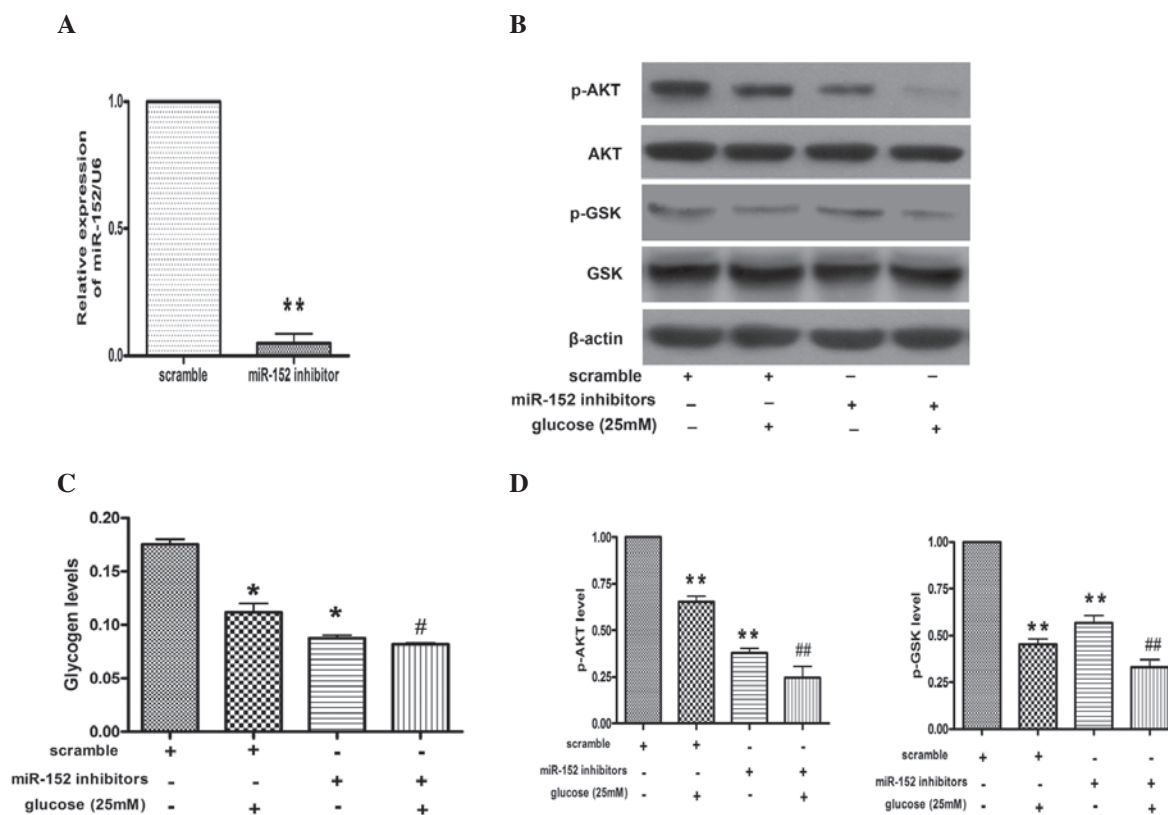 A
Relative expression
of miR-152/U6
1.0
0.5
0.0
**
scramble miR-152 inhibitor
B
p-AKT
AKT
p-GSK
GSK
β-actin
scramble + + – –
miR-152 inhibitors – – + +
glucose (25mM) – + – +
C
Glycogen levels
0.20
0.15
0.10
0.05
0.00
* * #
scramble + + - -
miR-152 inhibitors - - + +
glucose (25mM) - + - +
D
p-AKT level
1.00
0.75
0.50
0.25
0.00
** ** ##
scramble + + - -
miR-152 inhibitors - - + +
glucose (25mM) - + - +
p-GSK level
1.00
0.75
0.50
0.25
0.00
** ** ##
scramble + + - -
miR-152 inhibitors - - + +
glucose (25mM) - + - +